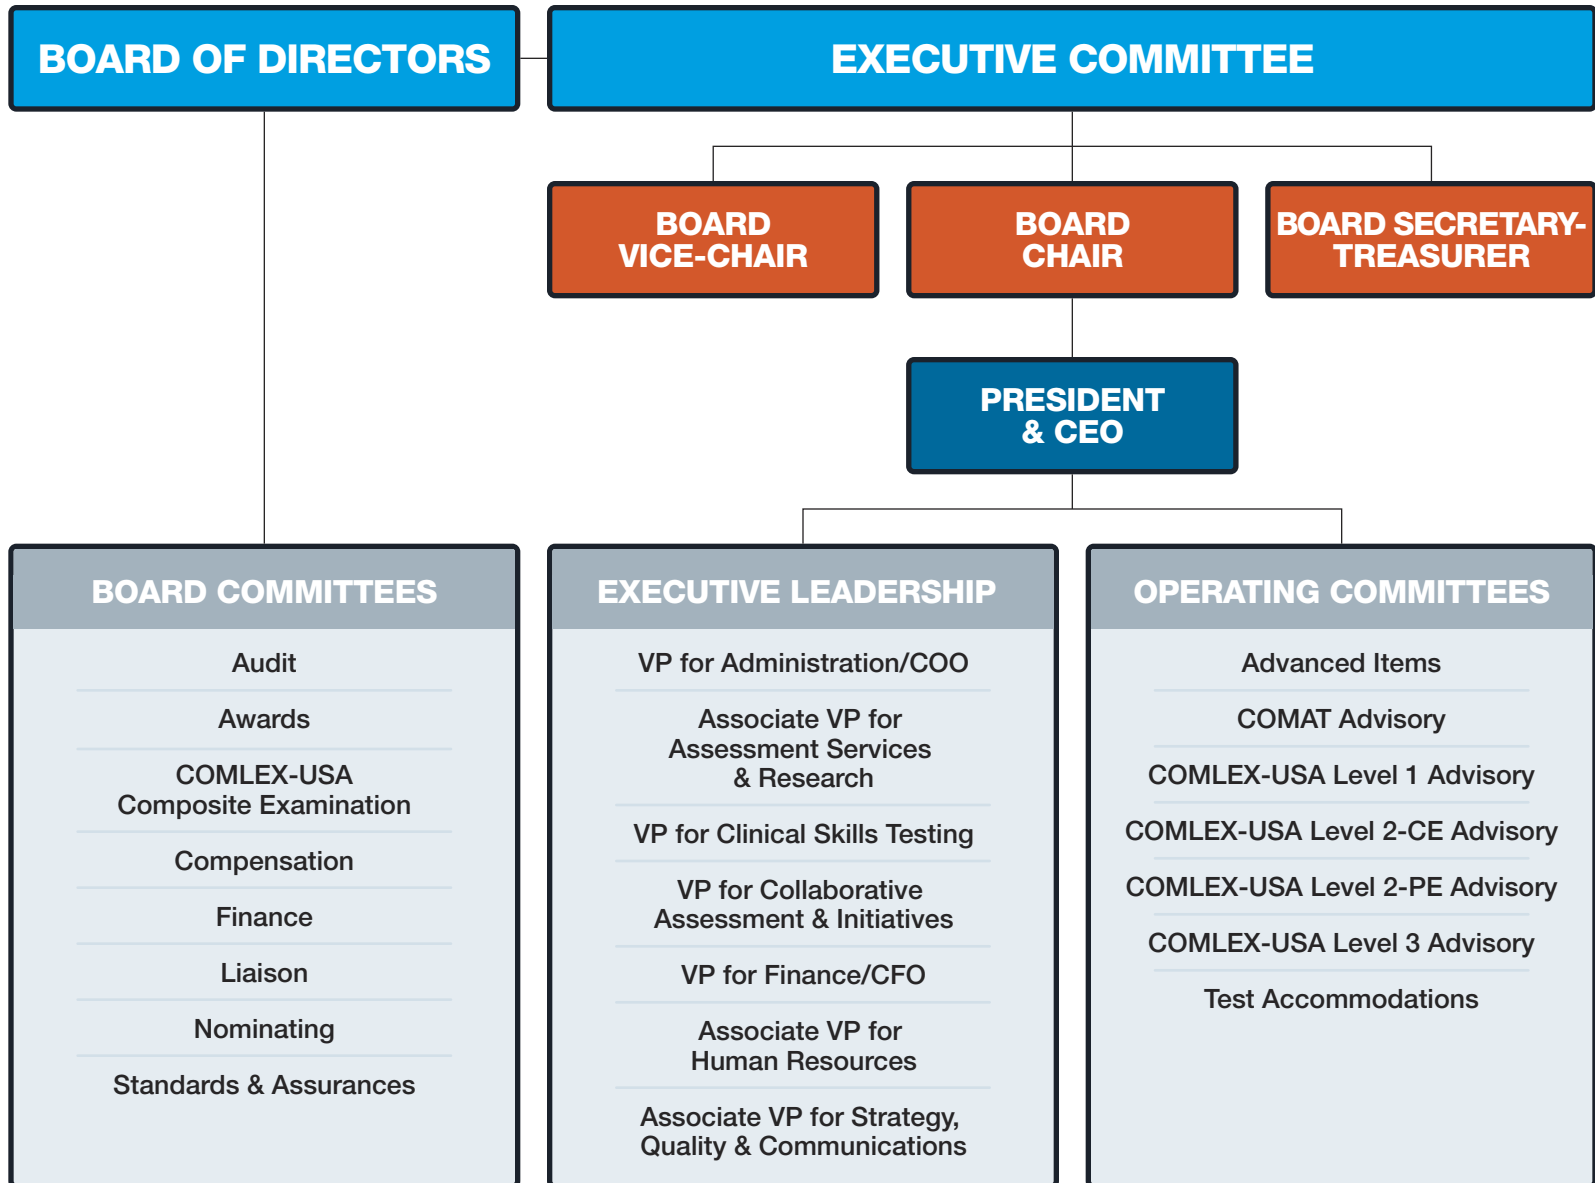 BOARD OF DIRECTORS
EXECUTIVE COMMITTEE
BOARD
VICE-CHAIR
BOARD
CHAIR
BOARD SECRETARY-
TREASURER
PRESIDENT
& CEO
BOARD COMMITTEES
Audit
Awards
COMLEX-USA
Composite Examination
Compensation
Finance
Liaison
Nominating
Standards & Assurances
EXECUTIVE LEADERSHIP
VP for Administration/COO
Associate VP for
Assessment Services
& Research
VP for Clinical Skills Testing
VP for Collaborative
Assessment & Initiatives
VP for Finance/CFO
Associate VP for
Human Resources
Associate VP for Strategy,
Quality & Communications
OPERATING COMMITTEES
Advanced Items
COMAT Advisory
COMLEX-USA Level 1 Advisory
COMLEX-USA Level 2-CE Advisory
COMLEX-USA Level 2-PE Advisory
COMLEX-USA Level 3 Advisory
Test Accommodations